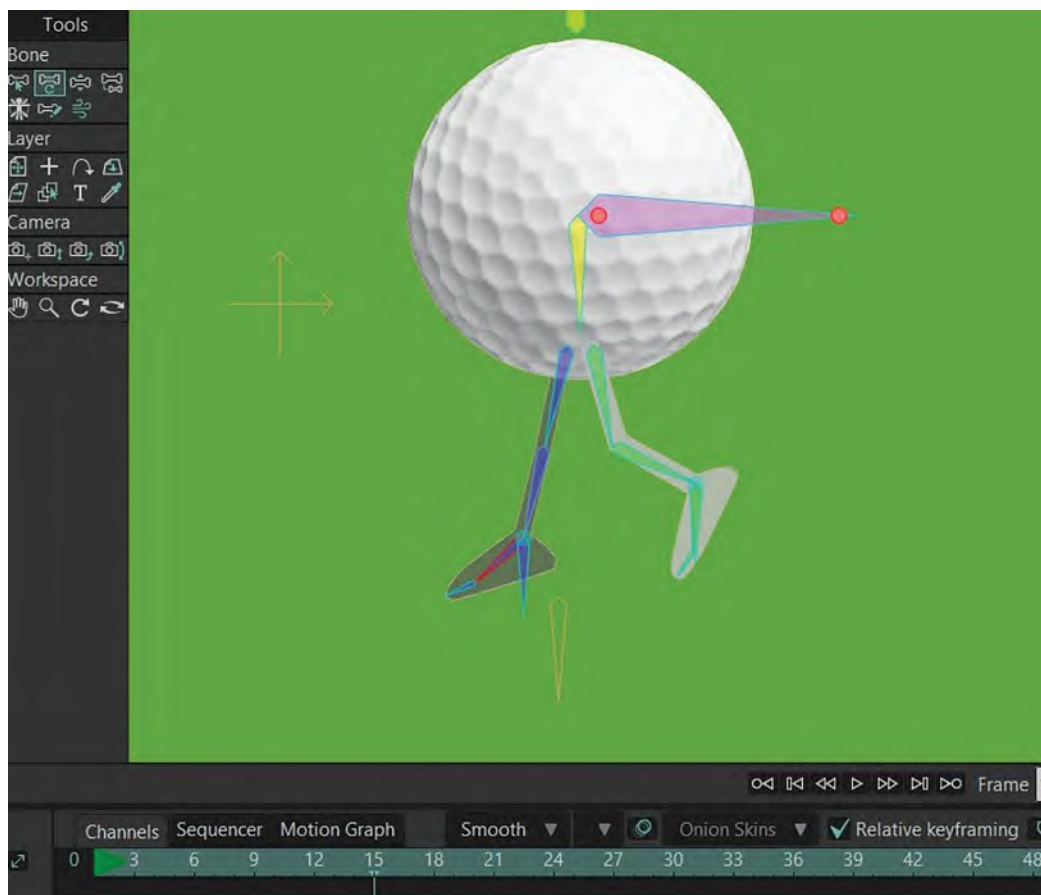 Tools
Bone
Layer
T
Camera
Workspace
Frame
Channels Sequencer Motion Graph Smooth Onion Skins Relative keyframing
0 3 6 9 12 15 18 21 24 27 30 33 36 39 42 45 48